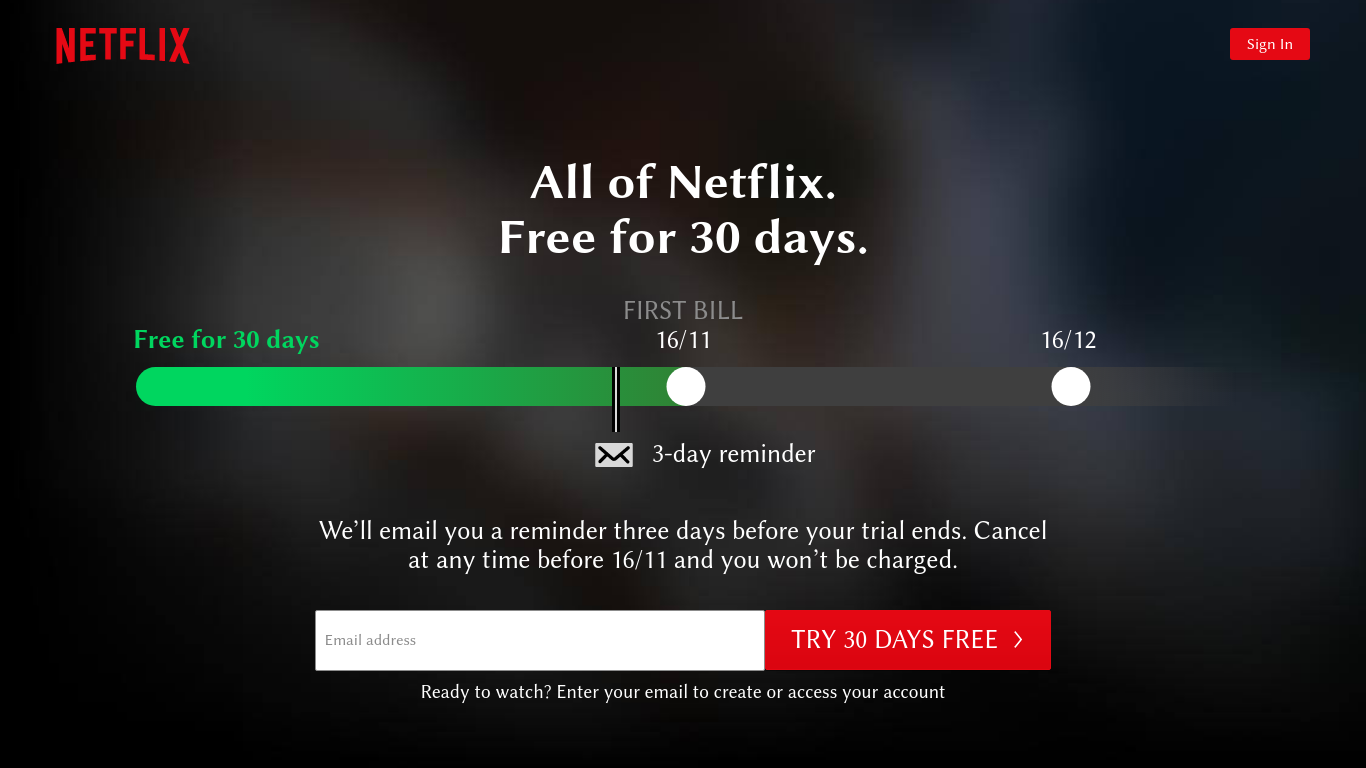 NETFLIX
Sign In
All of Netflix.
Free for 30 days.
FIRST BILL
Free for 30 days
16/11
16/12
3-day reminder
We’ll email you a reminder three days before your trial ends. Cancel
at any time before 16/11 and you won’t be charged.
Email address
TRY 30 DAYS FREE
Ready to watch? Enter your email to create or access your account